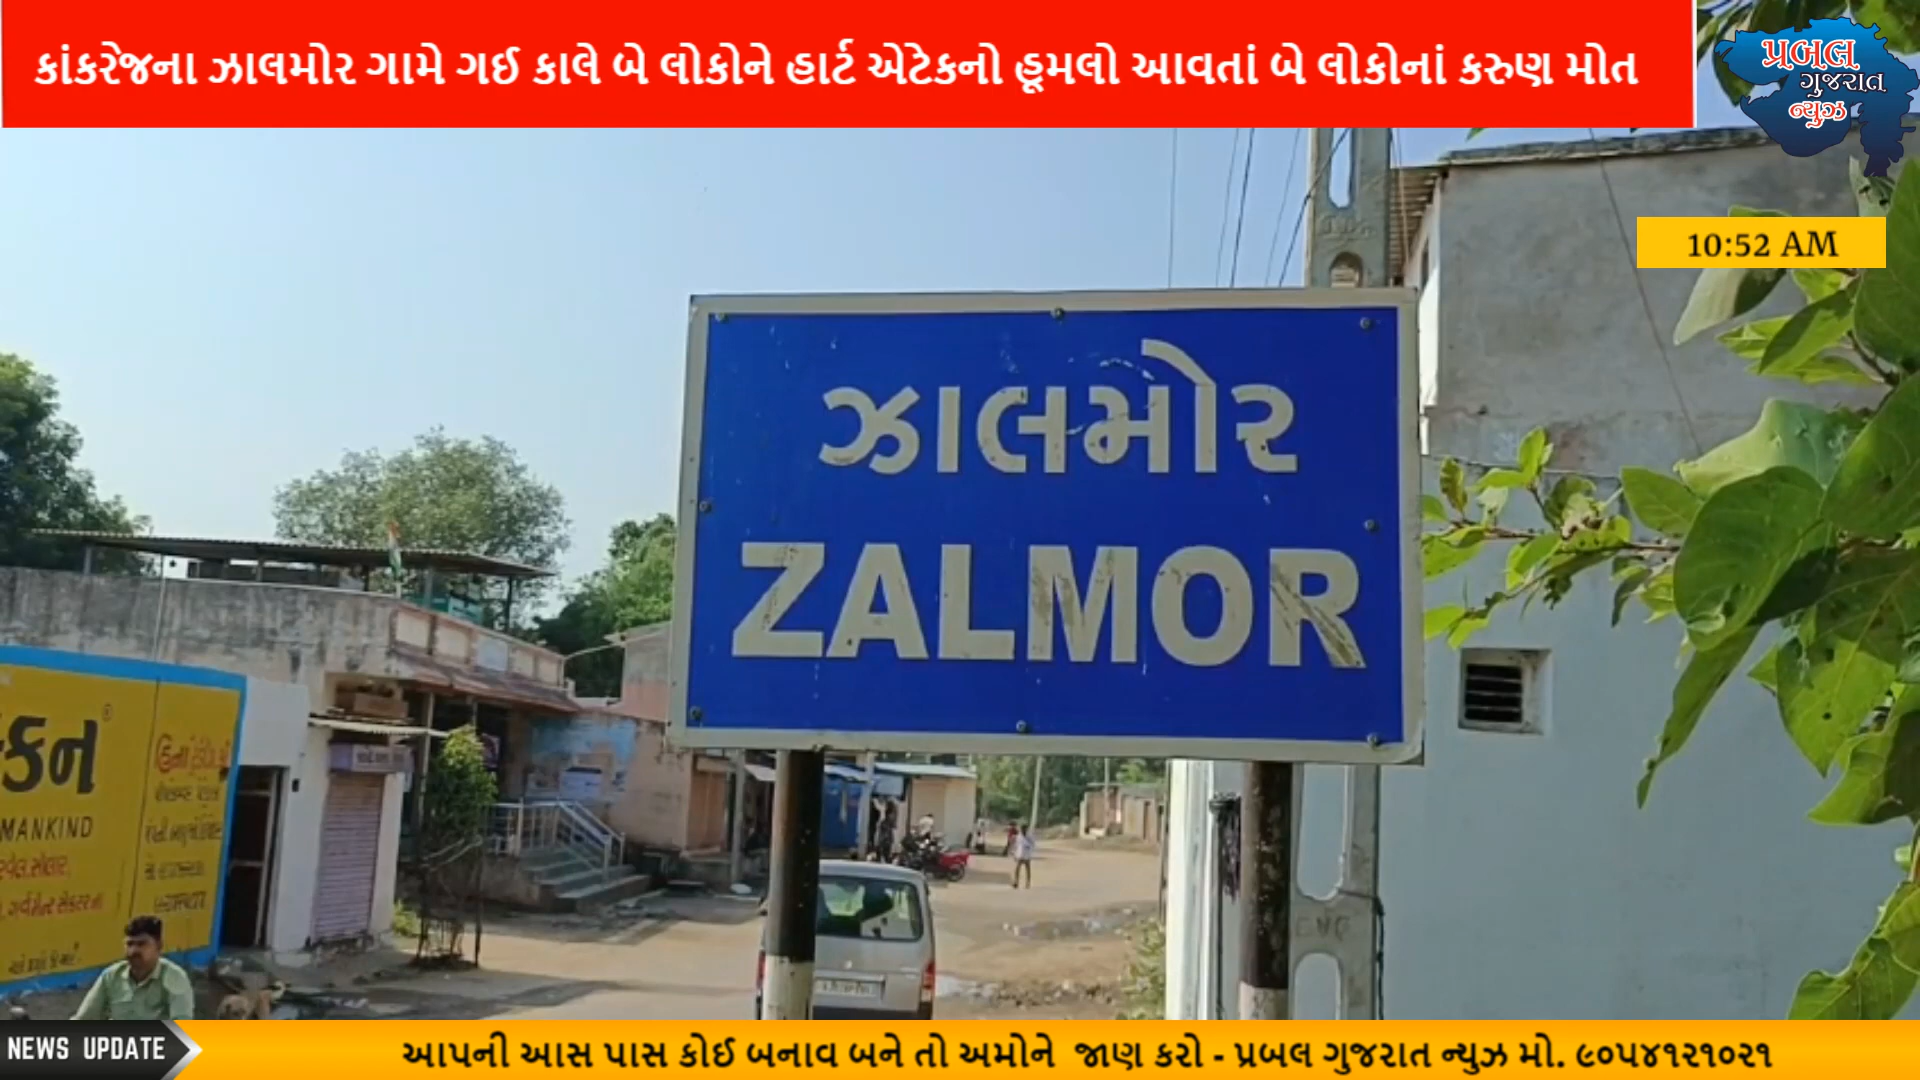 કાંકરેજના ઝાલમોર ગામે ગઈ કાલે બે લોકોને હાર્ટ એટેકનો હૂમલો આવતાં બે લોકોનાં કરુણ મોત
પ્રબલ
ગુજરાત
ન્યુઝ
10:52 AM
ઝાલમોર
ZALMOR
MANKIND
NEWS UPDATE
આપની આસ પાસ કોઈ બનાવ બને તો અમોને જાણ કરો - પ્રબલ ગુજરાત ન્યુઝ મો. ૯૦૫૪૧૨૧૦૨૧